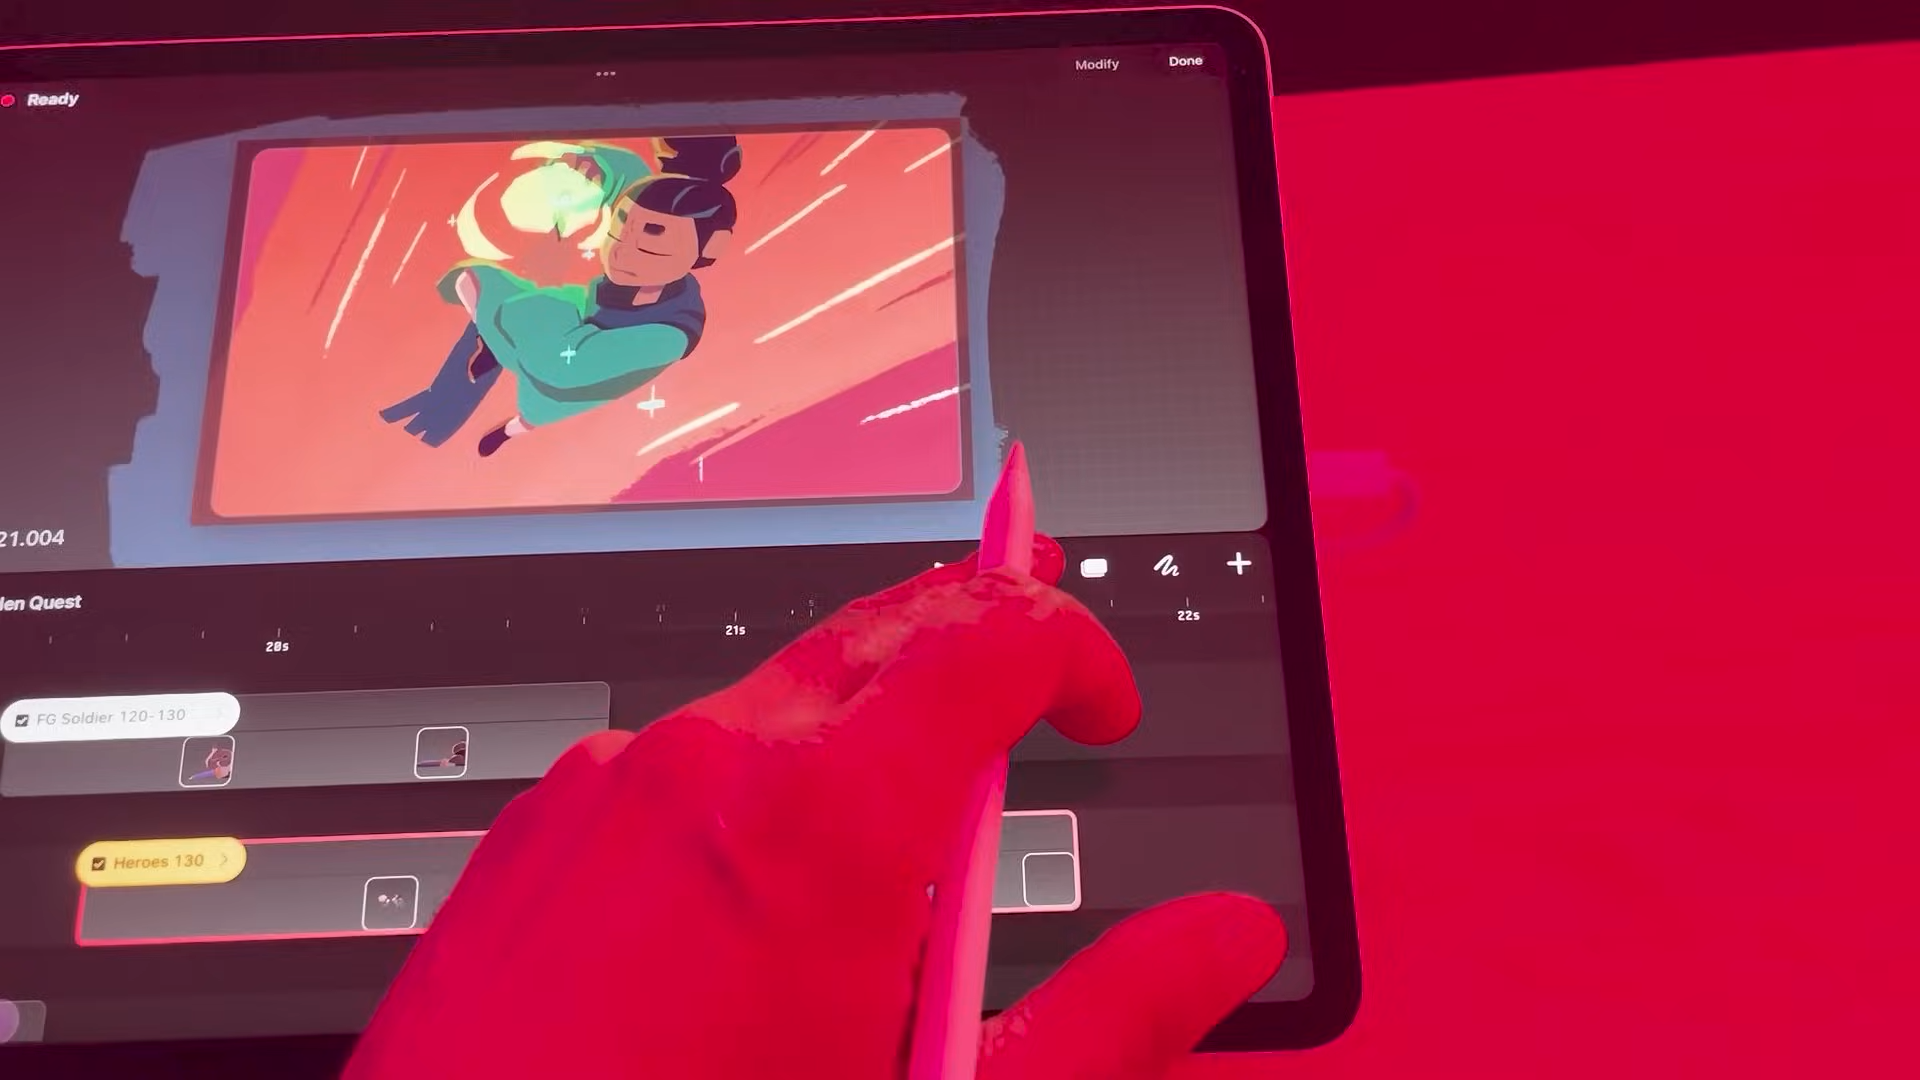 Modify
Done
Ready
21.004
len Quest
20s
21s
22s
FG Soldier 120-130
Heroes 130